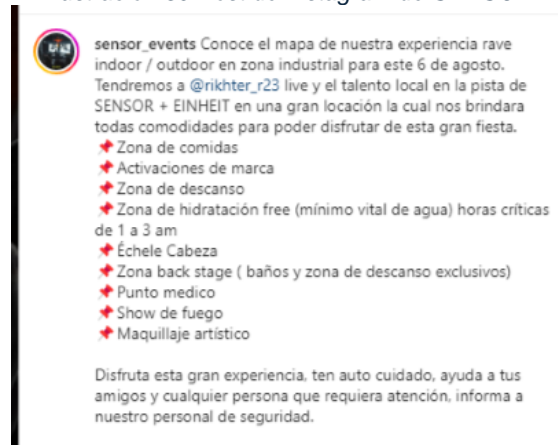 sensor_events Conoce el mapa de nuestra experiencia rave
indoor / outdoor en zona industrial para este 6 de agosto.
Tendremos a @rikhter_r23 live y el talento local en la pista de
SENSOR + EINHEIT en una gran locación la cual nos brindara
todas comodidades para poder disfrutar de esta gran fiesta.
📌Zona de comidas
📌Activaciones de marca
📌Zona de descanso
📌Zona de hidratación free (mínimo vital de agua) horas críticas
de 1 a 3 am
📌Échele Cabeza
📌Zona back stage ( baños y zona de descanso exclusivos)
📌Punto medico
📌Show de fuego
📌Maquillaje artístico
Disfruta esta gran experiencia, ten auto cuidado, ayuda a tus
amigos y cualquier persona que requiera atención, informa a
nuestro personal de seguridad.